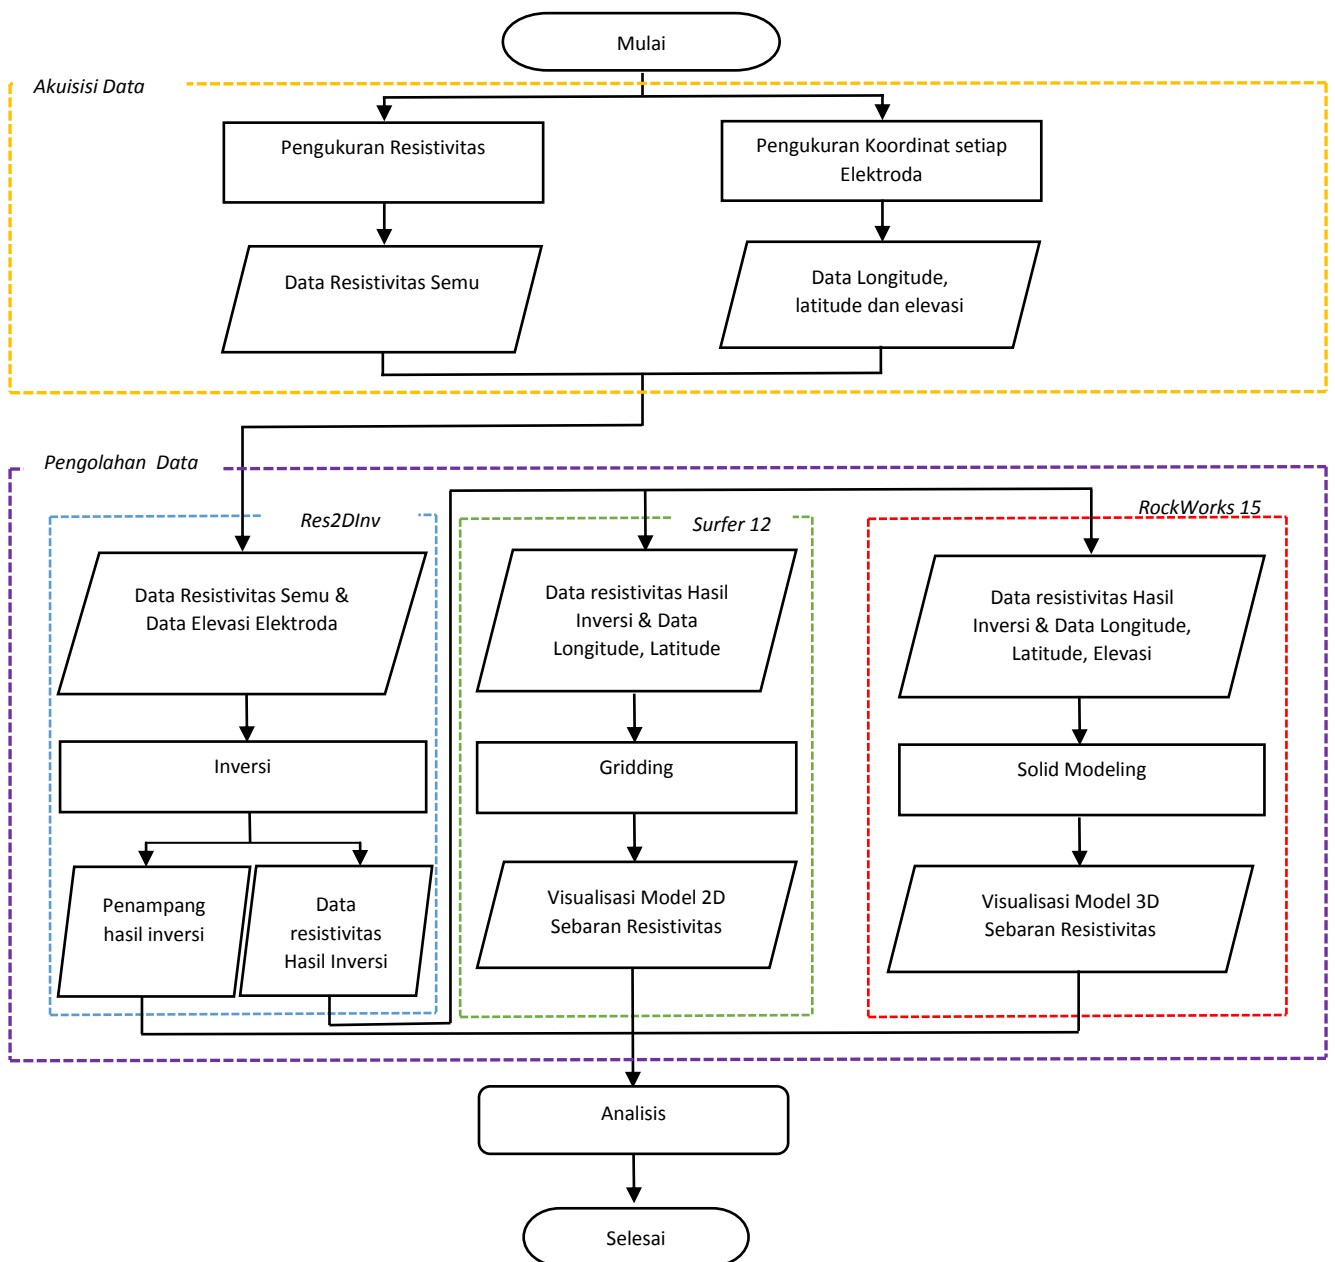 Mulai
Akuisisi Data
Pengukuran Resistivitas
Pengukuran Koordinat setiap
Elektroda
Data Resistivitas Semu
Data Longitude,
latitude dan elevasi
Pengolahan Data
Res2DInv
Surfer 12
RockWorks 15
Data Resistivitas Semu &
Data Elevasi Elektroda
Data resistivitas Hasil
Inversi & Data
Longitude, Latitude
Data resistivitas Hasil
Inversi & Data Longitude,
Latitude, Elevasi
Inversi
Gridding
Solid Modeling
Penampang
hasil inversi
Data
resistivitas
Hasil Inversi
Visualisasi Model 2D
Sebaran Resistivitas
Visualisasi Model 3D
Sebaran Resistivitas
Analisis
Selesai